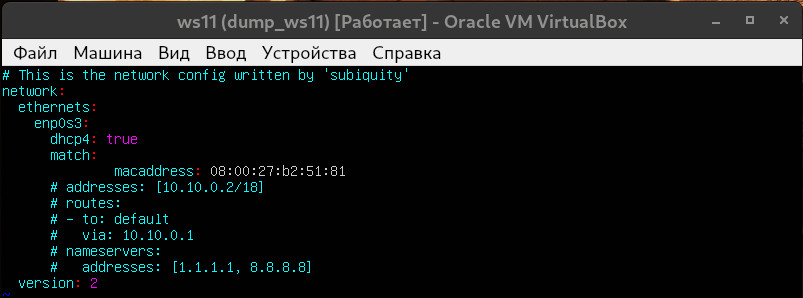 ws11 (dump_ws11) [Работает] - Oracle VM VirtualBox
Файл Машина Вид Ввод Устройства Справка
# This is the network config written by 'subiquity'
network:
  ethernets:
    enp0s3:
      dhcp4: true
      match:
              macaddress: 08:00:27:b2:51:81
      # addresses: [10.10.0.2/18]
      # routes:
      # - to: default
      #   via: 10.10.0.1
      # nameservers:
      #   addresses: [1.1.1.1, 8.8.8.8]
  version: 2